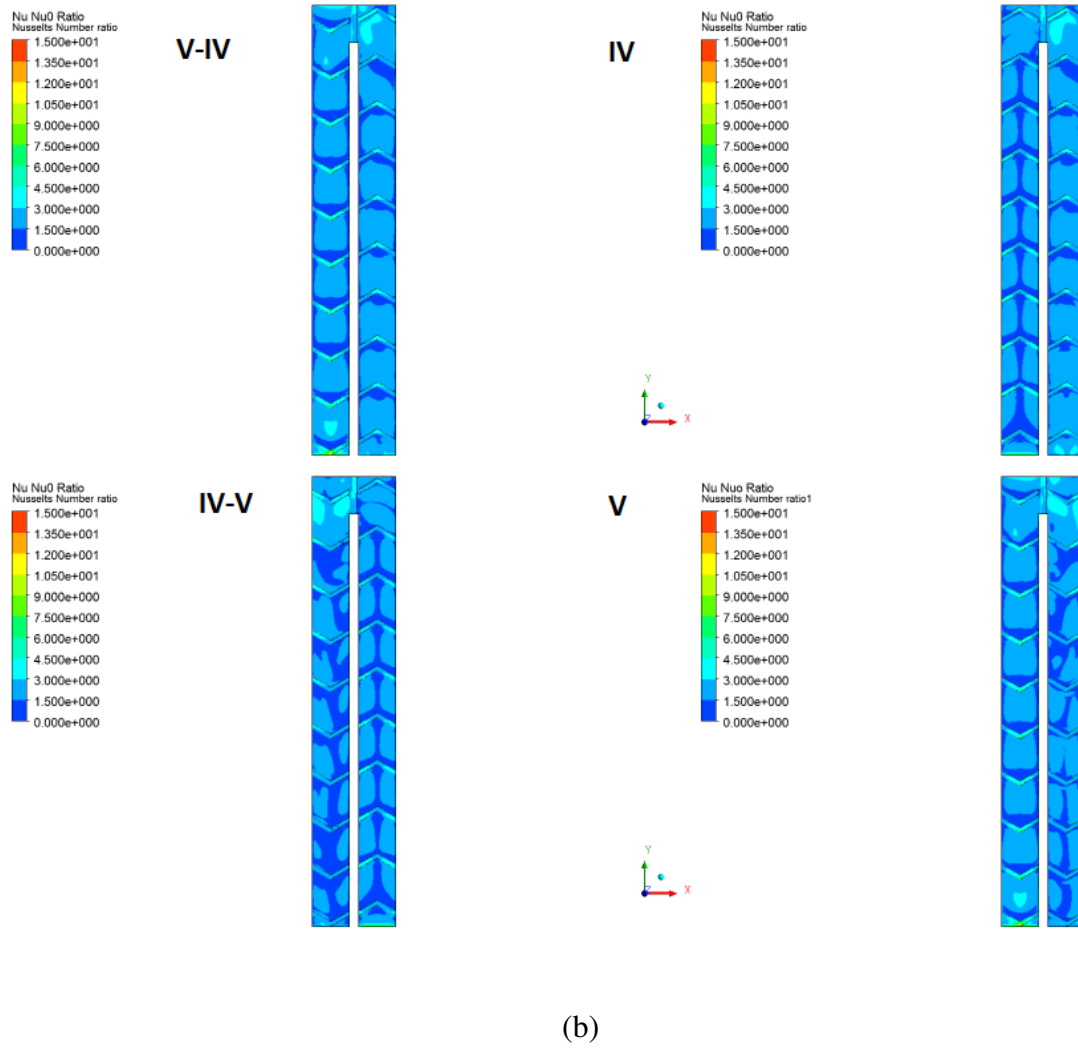 Nu Nu0 Ratio
Nusselts Number ratio
1.500e+001
1.350e+001
1.200e+001
1.050e+001
9.000e+000
7.500e+000
6.000e+000
4.500e+000
3.000e+000
1.500e+000
0.000e+000
V-IV
Nu Nu0 Ratio
Nusselts Number ratio
1.500e+001
1.350e+001
1.200e+001
1.050e+001
9.000e+000
7.500e+000
6.000e+000
4.500e+000
3.000e+000
1.500e+000
0.000e+000
IV
Y
Z
X
Nu Nu0 Ratio
Nusselts Number ratio
1.500e+001
1.350e+001
1.200e+001
1.050e+001
9.000e+000
7.500e+000
6.000e+000
4.500e+000
3.000e+000
1.500e+000
0.000e+000
IV-V
Nu Nuo Ratio
Nusselts Number ratio1
1.500e+001
1.350e+001
1.200e+001
1.050e+001
9.000e+000
7.500e+000
6.000e+000
4.500e+000
3.000e+000
1.500e+000
0.000e+000
V
Y
Z
X
(b)